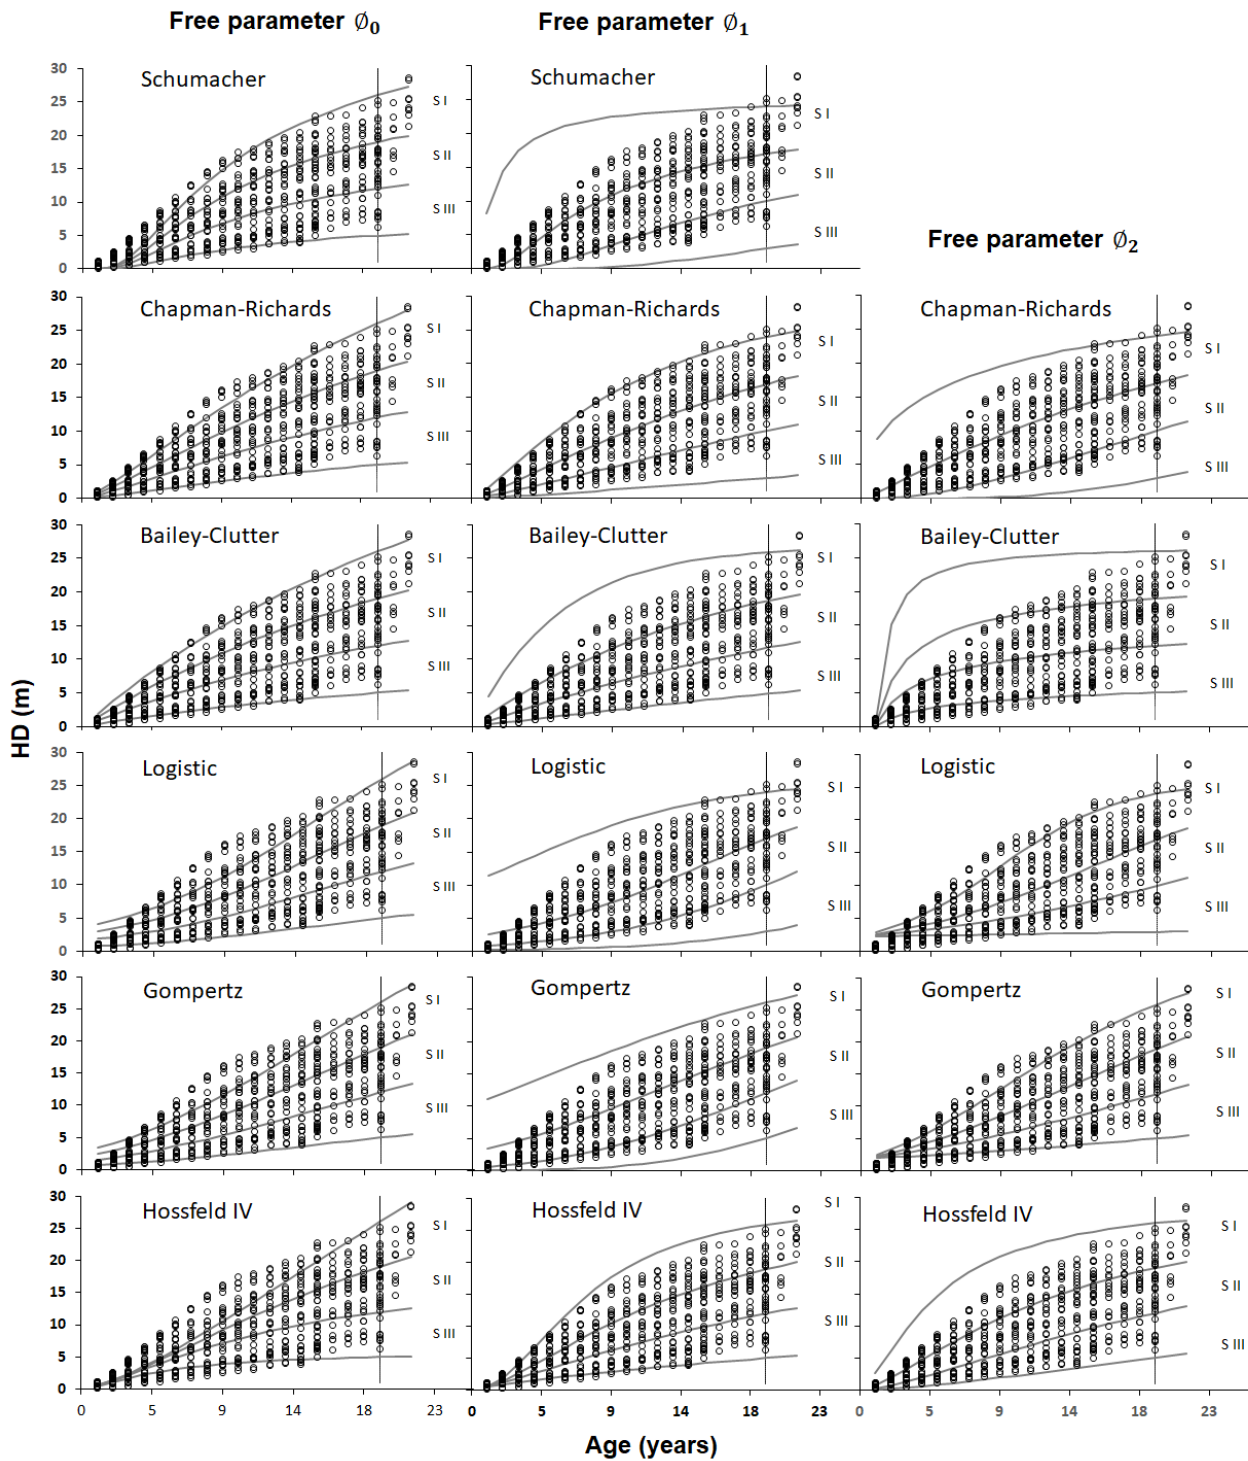 Free parameter ∅0
Free parameter ∅1
Free parameter ∅2
HD (m)
30
25
20
15
10
5
0
Schumacher
S I
S II
S III
Schumacher
S I
S II
S III
30
25
20
15
10
5
0
Chapman-Richards
S I
S II
S III
Chapman-Richards
S I
S II
S III
Chapman-Richards
S I
S II
S III
30
25
20
15
10
5
0
Bailey-Clutter
S I
S II
S III
Bailey-Clutter
S I
S II
S III
Bailey-Clutter
S I
S II
S III
30
25
20
15
10
5
0
Logistic
S I
S II
S III
Logistic
S I
S II
S III
Logistic
S I
S II
S III
30
25
20
15
10
5
0
Gompertz
S I
S II
S III
Gompertz
S I
S II
S III
Gompertz
S I
S II
S III
30
25
20
15
10
5
0
Hossfeld IV
S I
S II
S III
Hossfeld IV
S I
S II
S III
Hossfeld IV
S I
S II
S III
0 5 9 14 18 23
0 5 9 14 18 23
0 5 9 14 18 23
Age (years)